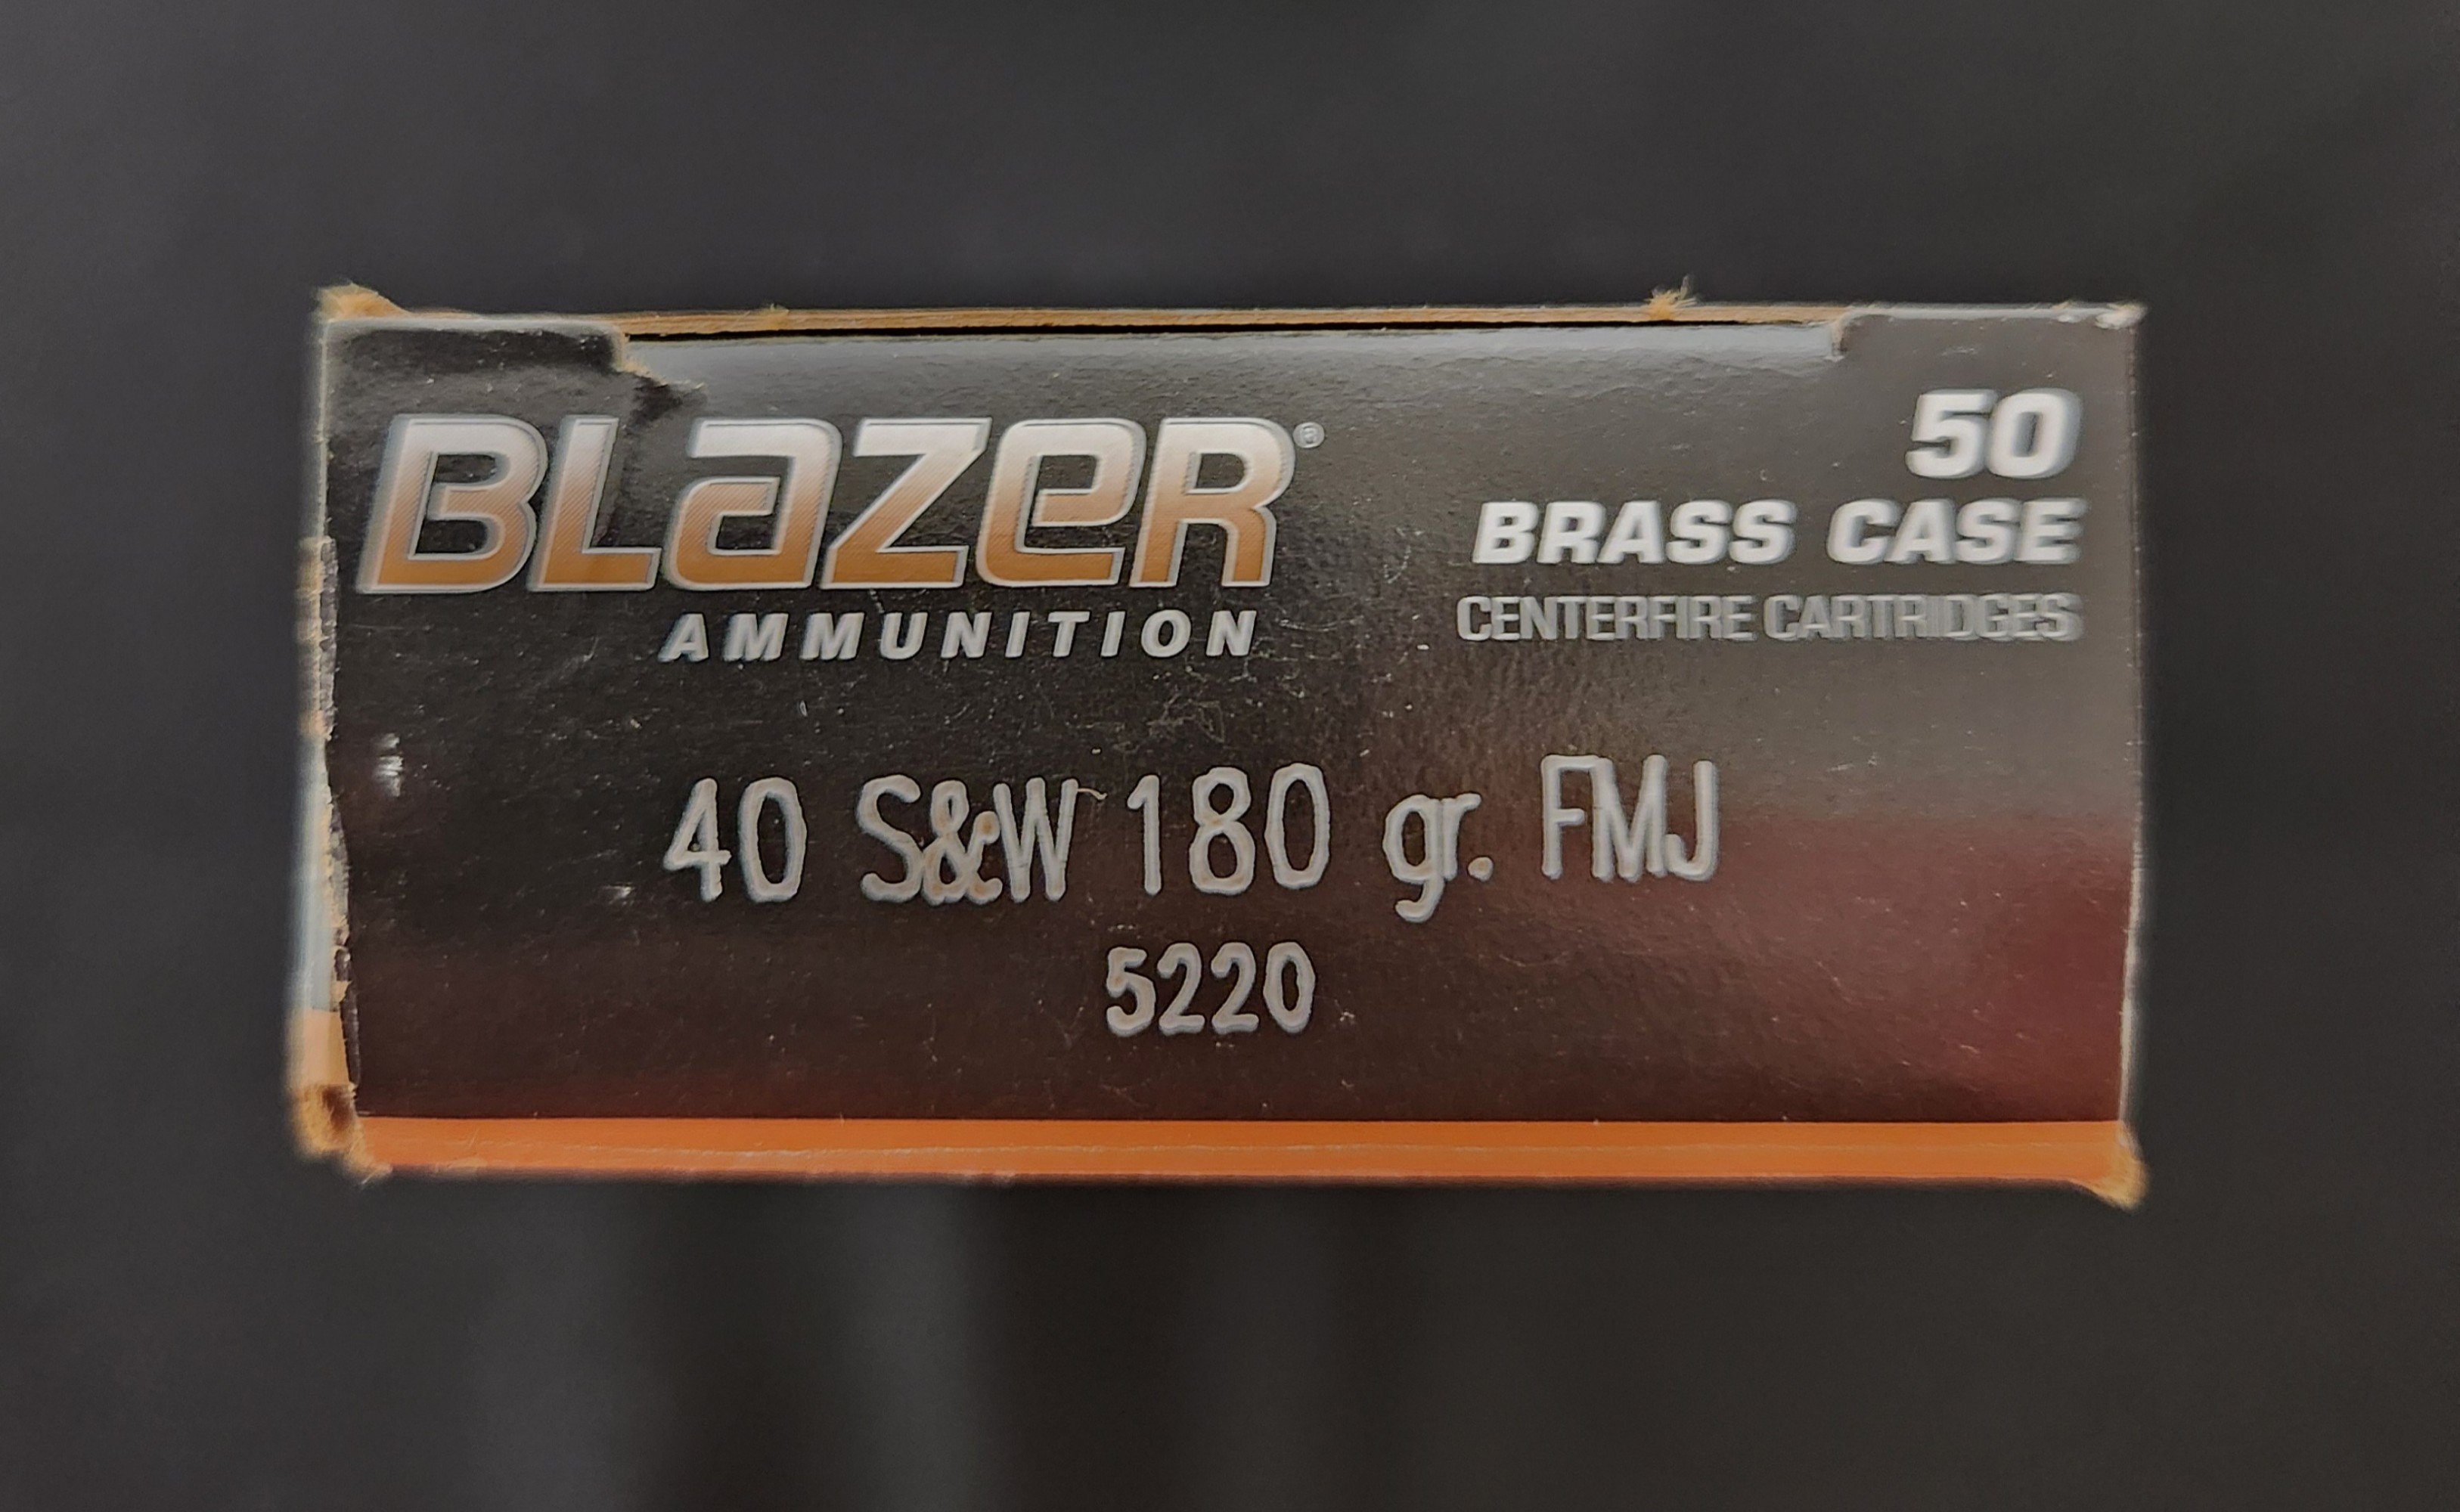 BLazeR®
AMMUNITION
50
BRASS CASE
CENTERFIRE CARTRIDGES
40 S&W 180 gr. FMJ
5220